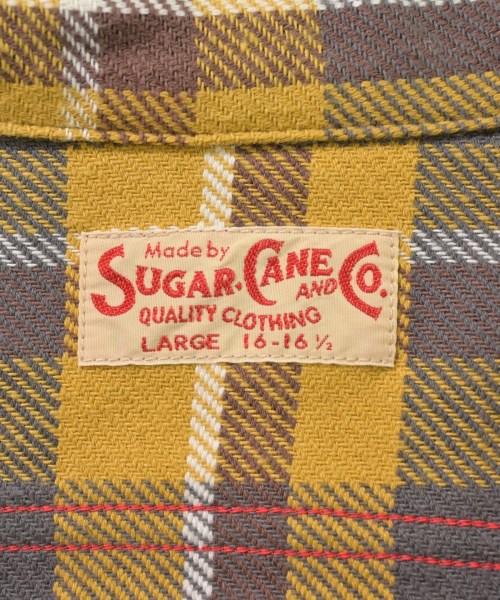 Made by
SUGAR. CANE AND CO.
QUALITY CLOTHING
LARGE 16-16 ½